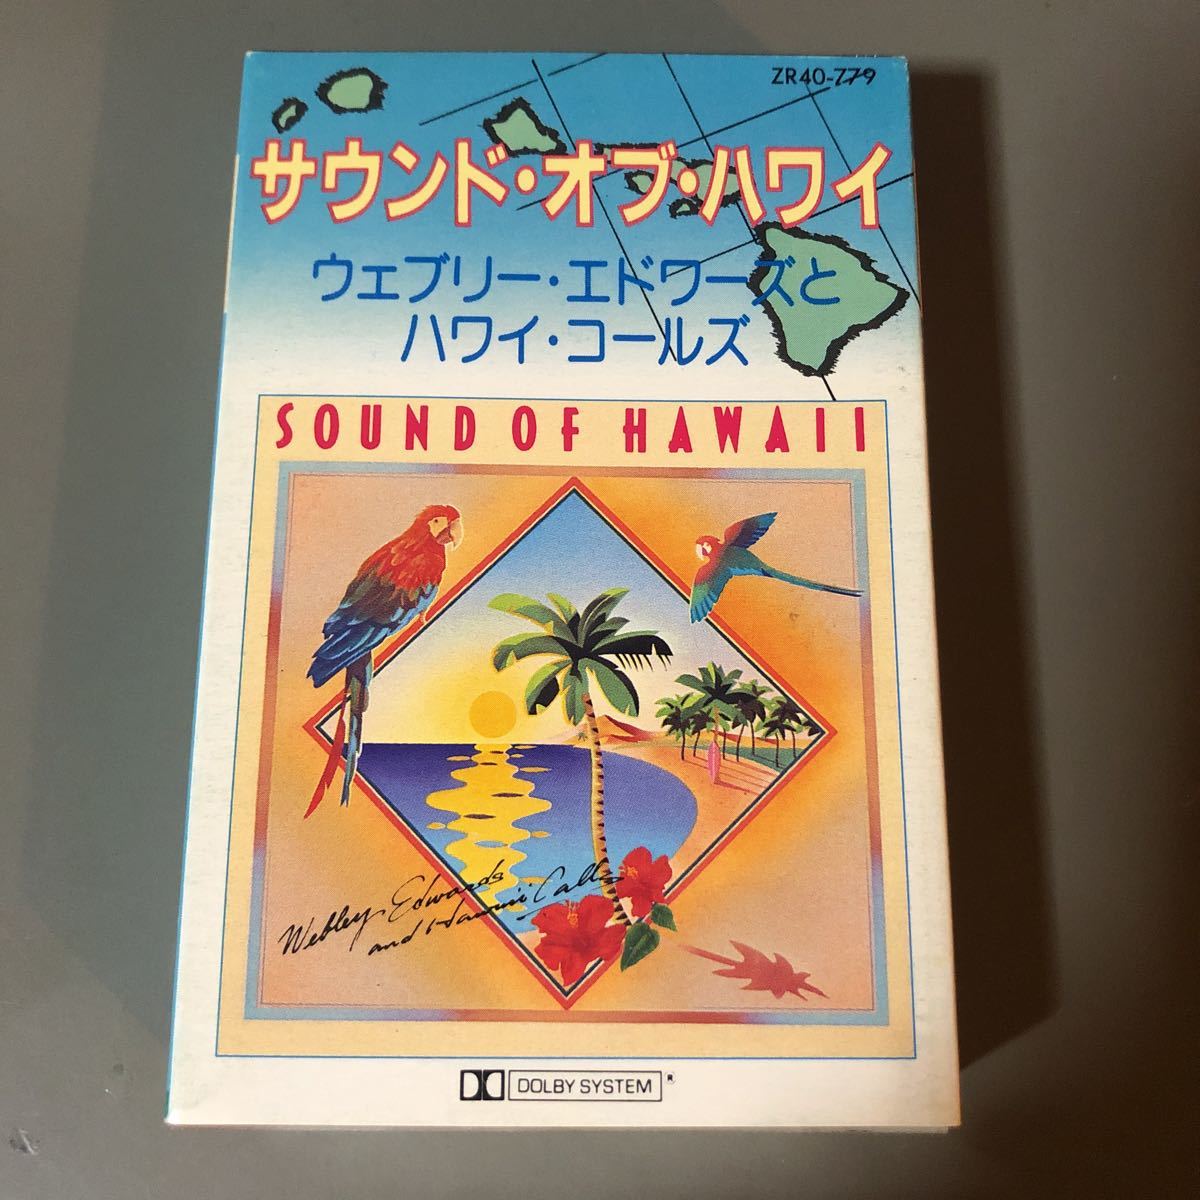 ZR40-779
サウンド・オブ・ハワイ
ウェブリー・エドワーズと
ハワイ・コールズ
SOUND OF HAWAII
Webley Edwards
and Hawaii Calls
DOLBY SYSTEM ®